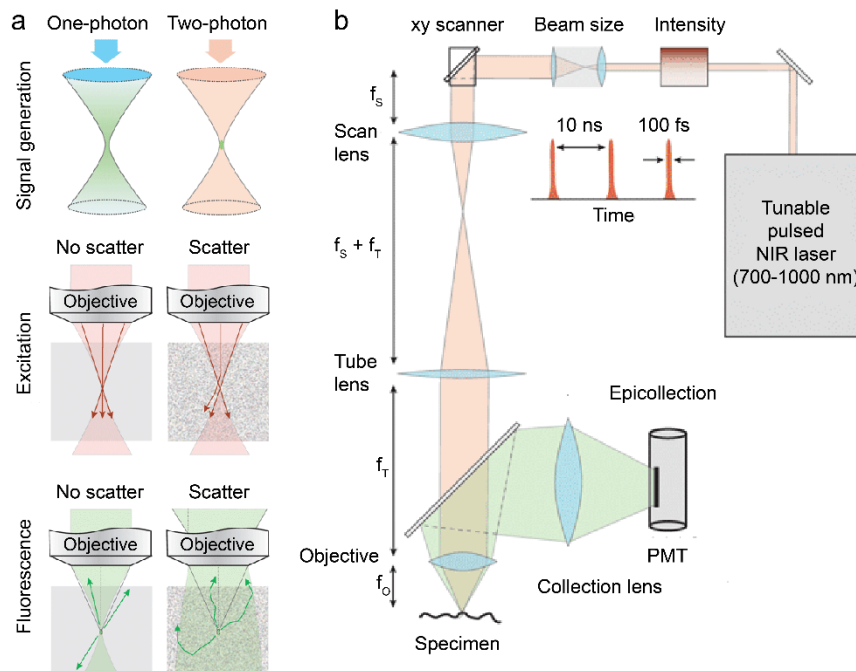 a
One-photon
Two-photon
Signal generation
No scatter
Scatter
Objective
Objective
Excitation
No scatter
Scatter
Objective
Objective
Fluorescence
b
xy scanner
Beam size
Intensity
fS
Scan
lens
10 ns
100 fs
Time
Tunable
pulsed
NIR laser
(700-1000 nm)
fS + fT
Tube
lens
Epicollection
fT
PMT
Objective
Collection lens
fO
Specimen